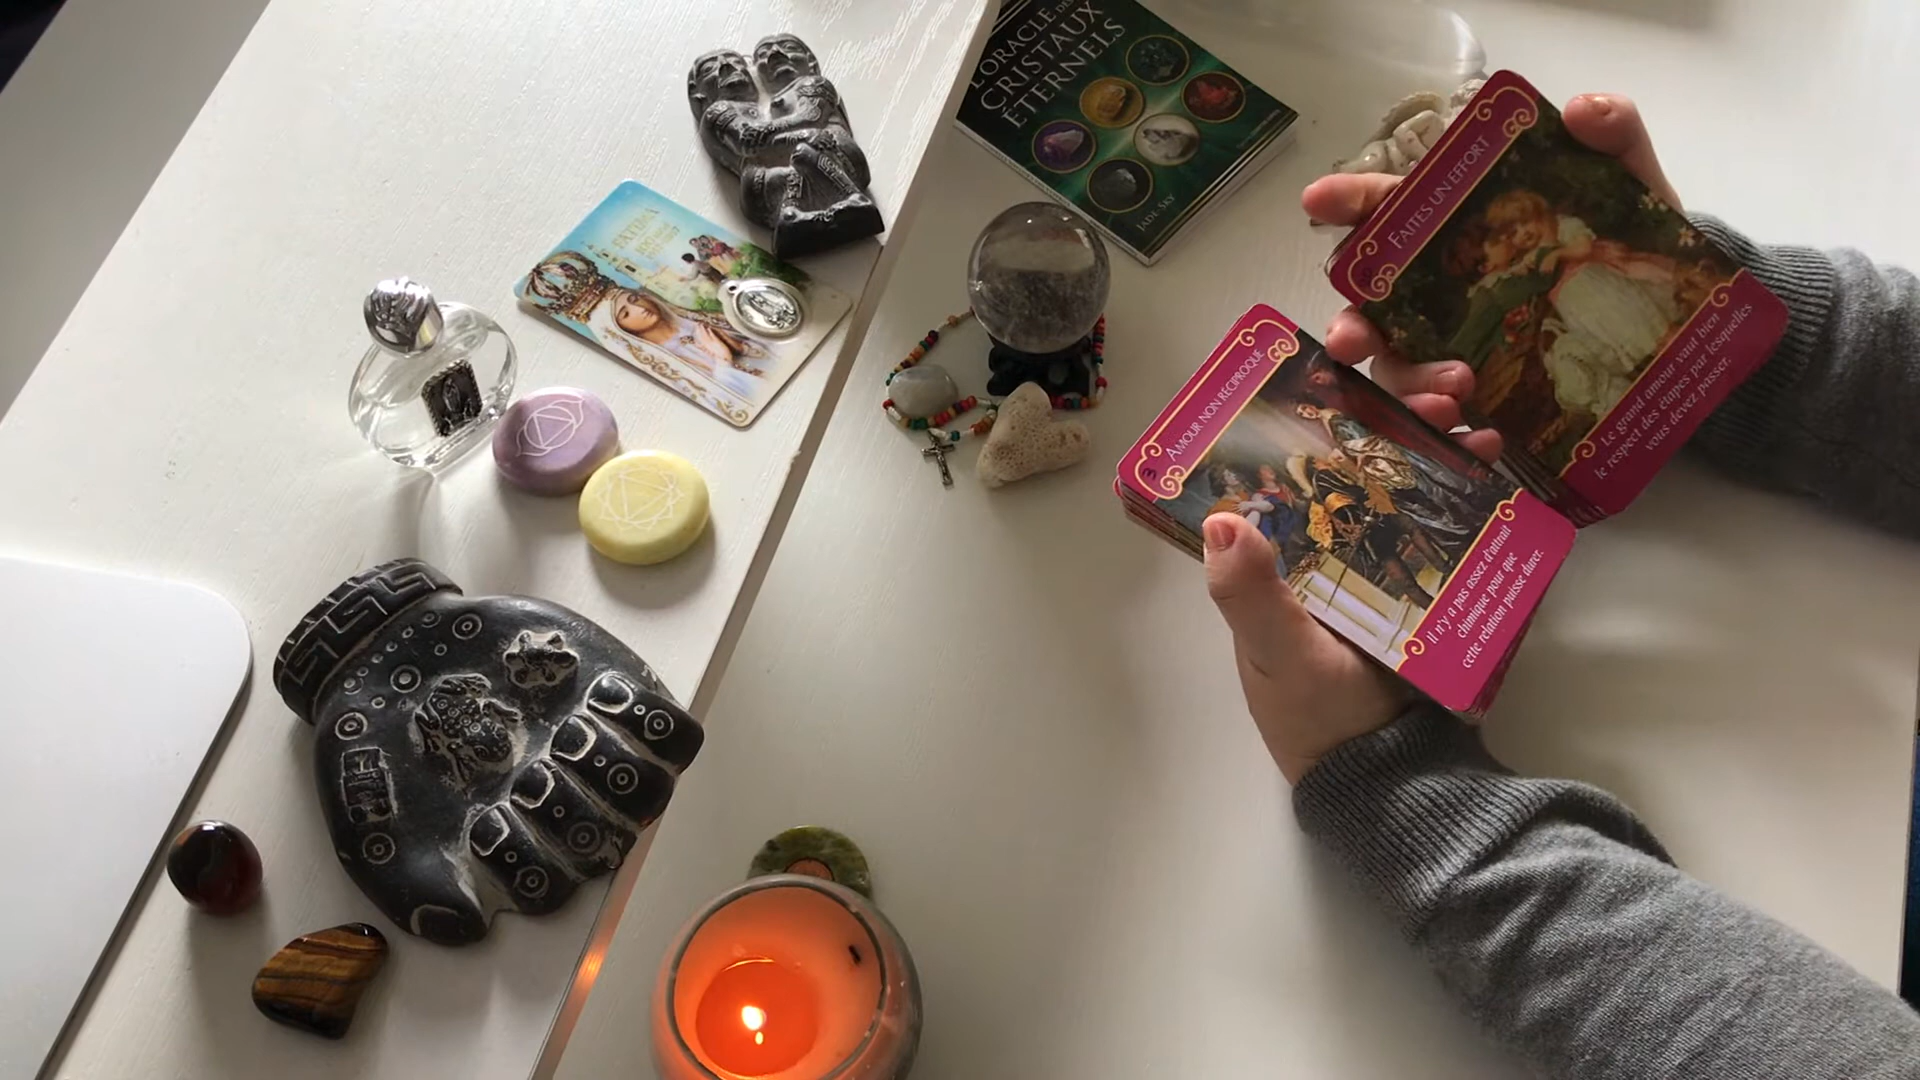 L'ORACLE DES
CRISTAUX
ÉTERNELS
JADE-SKY
FATIMA
FAITES UN EFFORT
Le grand amour vaut bien
le respect des étapes par lesquelles
vous devez passer.
3
AMOUR NON RÉCIPROQUE
Il n'y a pas assez d'attrait
chimique pour que
cette relation puisse durer.